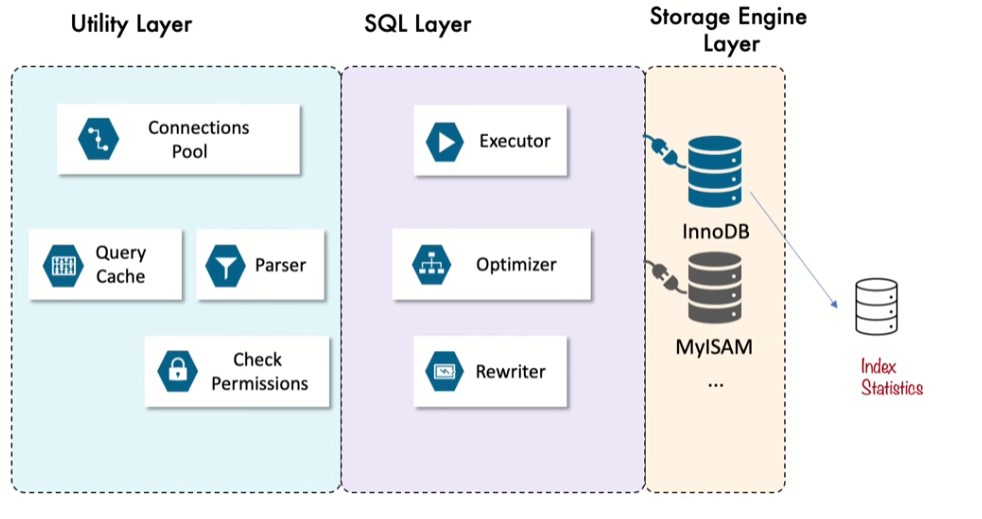 Utility Layer
SQL Layer
Storage Engine
Layer
Connections
Pool
Query
Cache
Parser
Check
Permissions
Executor
Optimizer
Rewriter
InnoDB
MyISAM
...
Index
Statistics